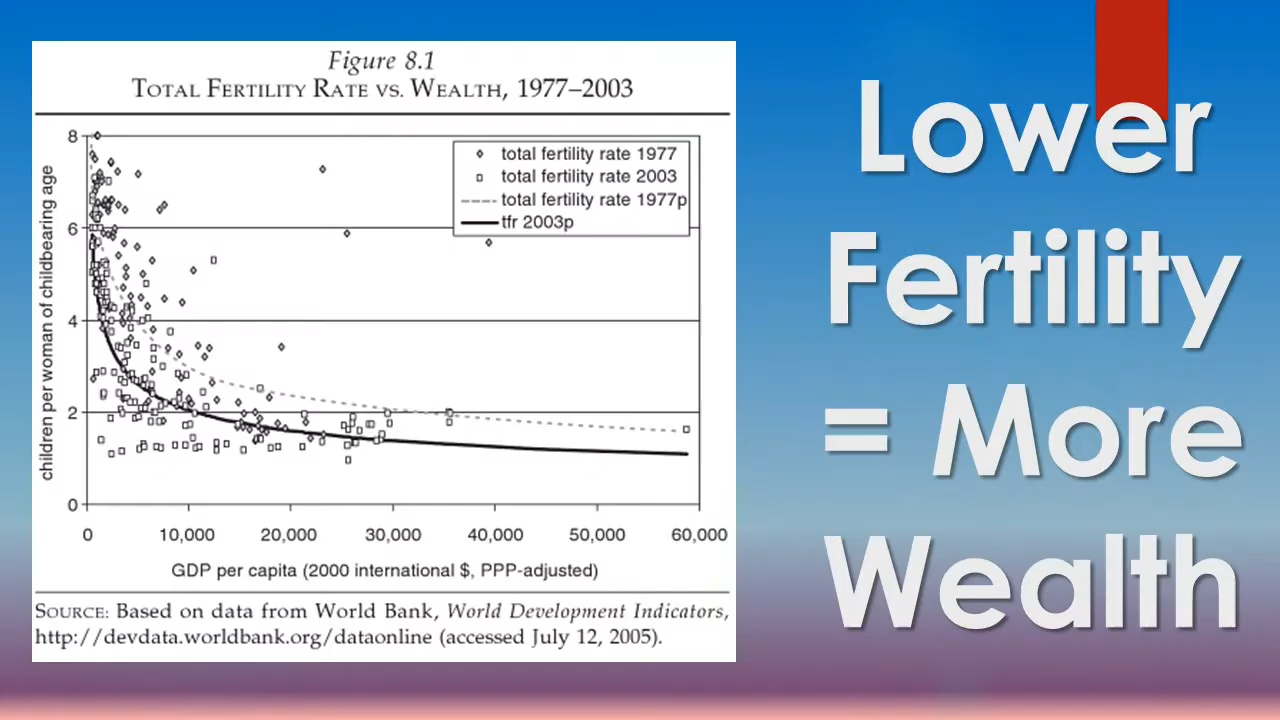 Figure 8.1
TOTAL FERTILITY RATE VS. WEALTH, 1977–2003
8
6
4
2
0
children per woman of childbearing age
total fertility rate 1977
total fertility rate 2003
total fertility rate 1977p
tfr 2003p
0 10,000 20,000 30,000 40,000 50,000 60,000
GDP per capita (2000 international $, PPP-adjusted)
SOURCE: Based on data from World Bank, World Development Indicators,
http://devdata.worldbank.org/dataonline (accessed July 12, 2005).
Lower
Fertility
= More
Wealth